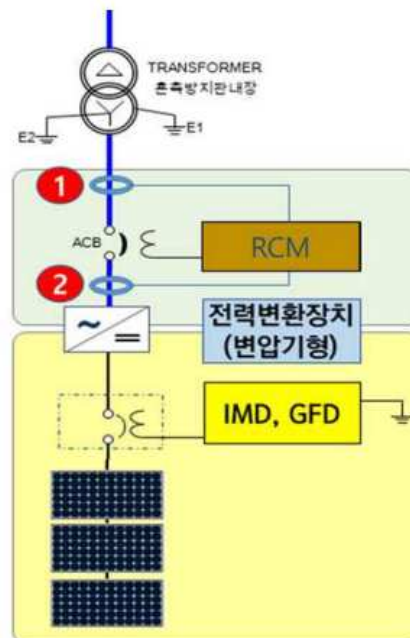 TRANSFORMER
혼촉방지판내장
E2
E1
1
ACB
RCM
2
전력변환장치
(변압기형)
IMD, GFD